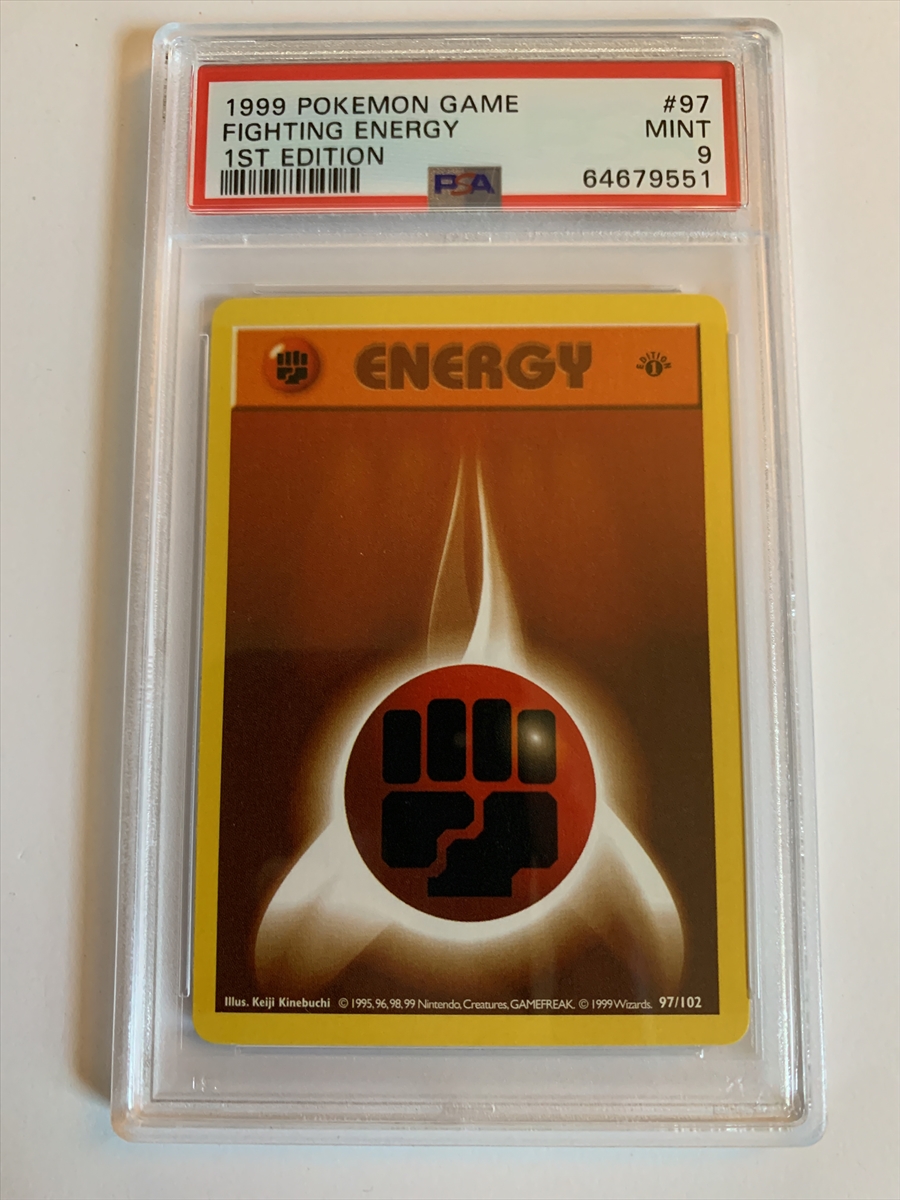 1999 POKEMON GAME #97
FIGHTING ENERGY MINT
1ST EDITION 9
PSA 64679551
ENERGY
EDITION 1
Illus. Keiji Kinebuchi © 1995, 96, 98, 99 Nintendo, Creatures, GAMEFREAK. © 1999 Wizards. 97/102